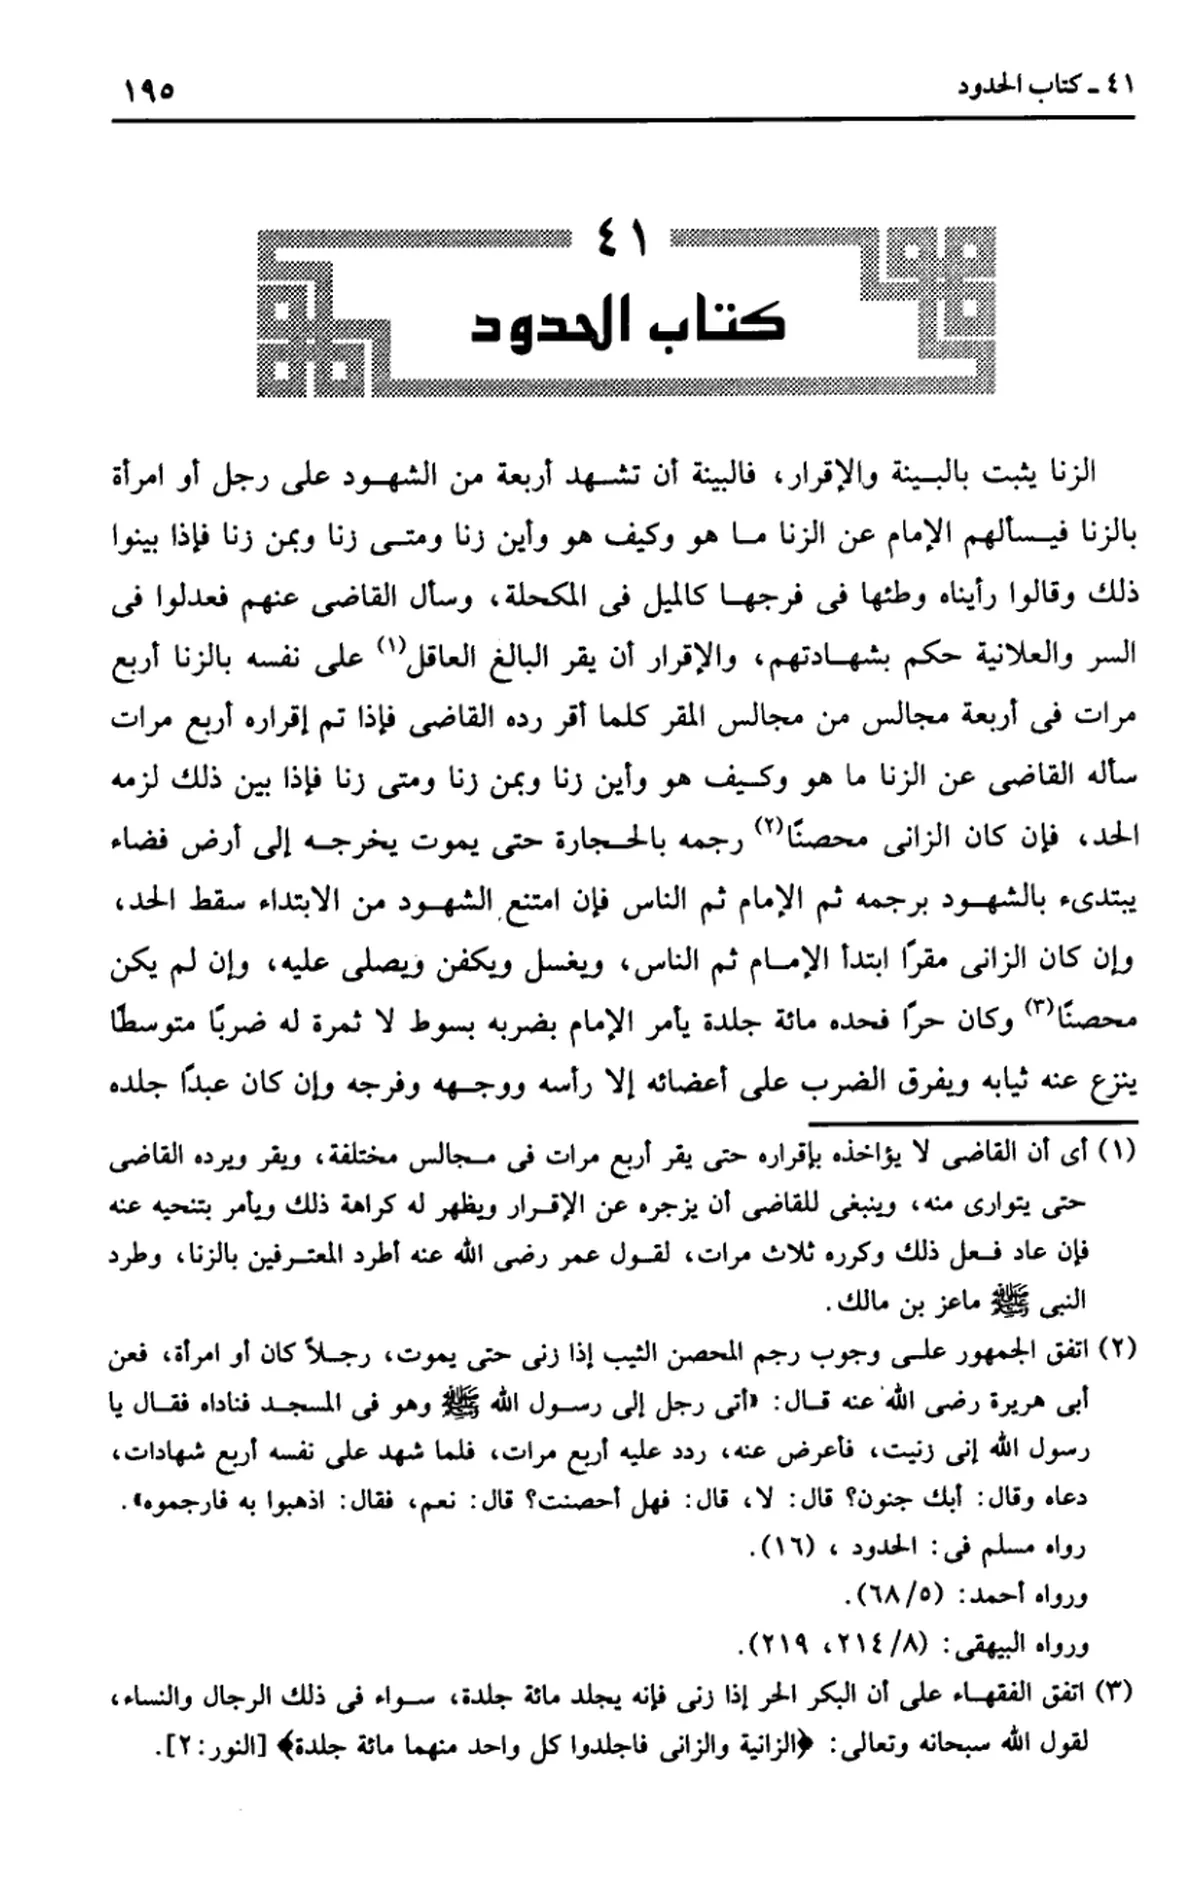 ٤١ - كتاب الحدود ١٩٥
٤١
كتاب الحدود
الزنا يثبت بالبينة والإقرار، فالبينة أن تشهد أربعة من الشهود على رجل أو امرأة
بالزنا فيسألهم الإمام عن الزنا ما هو وكيف هو وأين زنا ومتى زنا وبمن زنا فإذا بينوا
ذلك وقالوا رأيناه وطئها فى فرجها كالميل فى المكحلة، وسأل القاضى عنهم فعدلوا فى
السر والعلانية حكم بشهادتهم، والإقرار أن يقر البالغ العاقل(١) على نفسه بالزنا أربع
مرات فى أربعة مجالس من مجالس المقر كلما أقر رده القاضى فإذا تم إقراره أربع مرات
سأله القاضى عن الزنا ما هو وكيف هو وأين زنا وبمن زنا ومتى زنا فإذا بين ذلك لزمه
الحد، فإن كان الزانى محصنًا(٢) رجمه بالحجارة حتى يموت يخرجه إلى أرض فضاء
يبتدىء بالشهود برجمه ثم الإمام ثم الناس فإن امتنع الشهود من الابتداء سقط الحد،
وإن كان الزانى مقرًا ابتدأ الإمام ثم الناس، ويغسل ويكفن ويصلى عليه، وإن لم يكن
محصنًا(٣) وكان حرًا فحده مائة جلدة يأمر الإمام بضربه بسوط لا ثمرة له ضربًا متوسطًا
ينزع عنه ثيابه ويفرق الضرب على أعضائه إلا رأسه ووجهه وفرجه وإن كان عبدًا جلده
(١) أى أن القاضى لا يؤاخذه بإقراره حتى يقر أربع مرات فى مجالس مختلفة، ويقر ويرده القاضى
حتى يتوارى منه، وينبغى للقاضى أن يزجره عن الإقرار ويظهر له كراهة ذلك ويأمر بتنحيه عنه
فإن عاد فعل ذلك وكرره ثلاث مرات، لقول عمر رضى الله عنه أطرد المعترفين بالزنا، وطرد
النبى ﷺ ماعز بن مالك.
(٢) اتفق الجمهور على وجوب رجم المحصن الثيب إذا زنى حتى يموت، رجلاً كان أو امرأة، فعن
أبى هريرة رضى الله عنه قال: «أتى رجل إلى رسول الله ﷺ وهو فى المسجد فناداه فقال يا
رسول الله إنى زنيت، فأعرض عنه، ردد عليه أربع مرات، فلما شهد على نفسه أربع شهادات،
دعاه وقال: أبك جنون؟ قال: لا، قال: فهل أحصنت؟ قال: نعم، فقال: اذهبوا به فارجموه».
رواه مسلم فى: الحدود ، (١٦).
ورواه أحمد: (٦٨/٥).
ورواه البيهقى: (٢١٤/٨، ٢١٩).
(٣) اتفق الفقهاء على أن البكر الحر إذا زنى فإنه يجلد مائة جلدة، سواء فى ذلك الرجال والنساء،
لقول الله سبحانه وتعالى: ﴿الزانية والزانى فاجلدوا كل واحد منهما مائة جلدة﴾ [النور:٢].